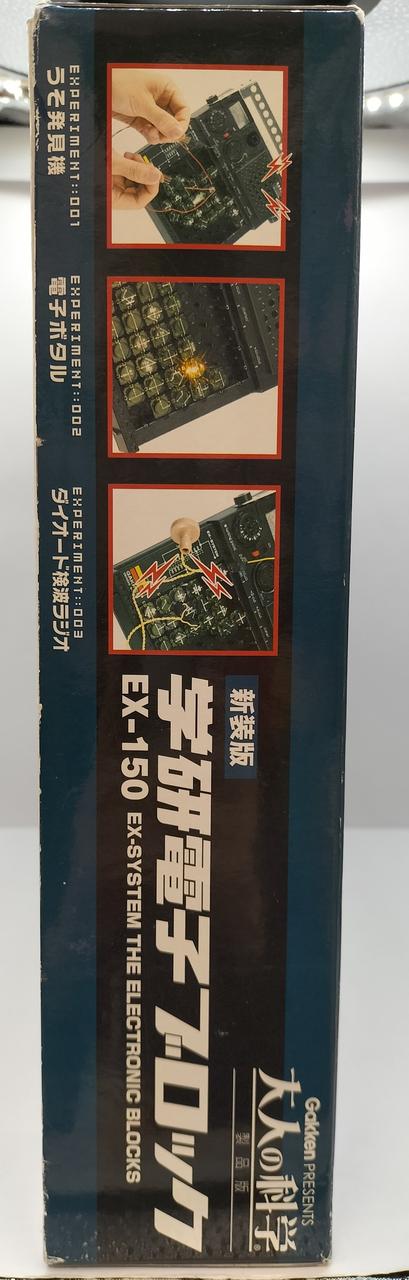 EXPERIMENT::001
うそ発見機
EXPERIMENT::002
電子ボタル
EXPERIMENT::003
ダイオード検波ラジオ
新装版
学研電子ブロック
EX-150 EX-SYSTEM THE ELECTRONIC BLOCKS
Gakken PRESENTS
大人の科学®
製品版